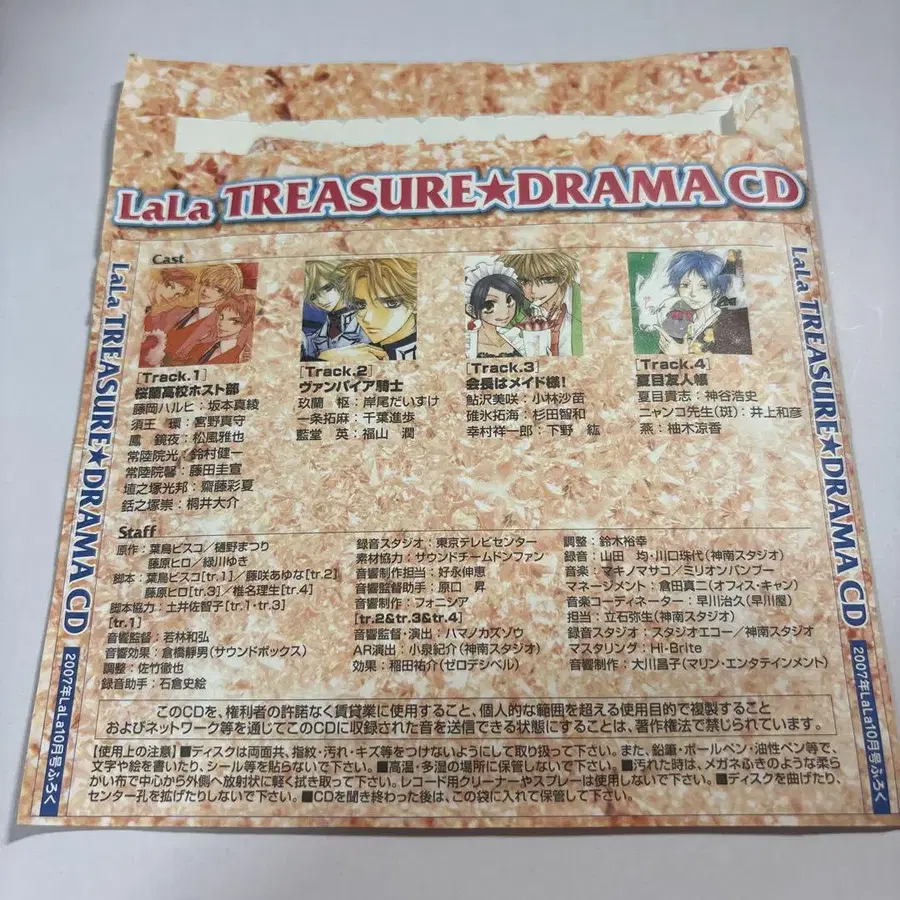 LaLa TREASURE★DRAMA CD
LaLa TREASURE★DRAMA CD 2007年LaLa10月号ふろく
Cast
[Track.1]
桜蘭高校ホスト部
藤岡ハルヒ：坂本真綾
須王 環：宮野真守
鳳 鏡夜：松風雅也
常陸院光：鈴村健一
常陸院馨：藤田圭宣
埴之塚光邦：齋藤彩夏
銛之塚崇：桐井大介
[Track.2]
ヴァンパイア騎士
玖蘭 枢：岸尾だいすけ
一条拓麻：千葉進歩
藍堂 英：福山 潤
[Track.3]
会長はメイド様！
鮎沢美咲：小林沙苗
碓氷拓海：杉田智和
幸村祥一郎：下野 紘
[Track.4]
夏目友人帳
夏目貴志：神谷浩史
ニャンコ先生(斑)：井上和彦
燕：柚木涼香
Staff
原作：葉鳥ビスコ／樋野まつり
藤原ヒロ／緑川ゆき
脚本：葉鳥ビスコ[tr.1]／藤咲あゆな[tr.2]
藤原ヒロ[tr.3]／椎名理生[tr.4]
脚本協力：土井佐智子[tr.1・tr.3]
[tr.1]
音響監督：若林和弘
音響効果：倉橋静男(サウンドボックス)
調整：佐竹徹也
録音助手：石倉史絵
録音スタジオ：東京テレビセンター
素材協力：サウンドチームドンファン
音響制作担当：好永伸恵
音響監督助手：原口 昇
音響制作：フォニシア
[tr.2&tr.3&tr.4]
音響監督・演出：ハマノカズゾウ
AR演出：小泉紀介(神南スタジオ)
効果：稲田祐介(ゼロデシベル)
調整：鈴木裕幸
録音：山田 均・川口珠代(神南スタジオ)
音楽：マキノマサコ／ミリオンバンブー
マネージメント：倉田真二(オフィス・キャン)
音楽コーディネーター：早川治久(早川屋)
担当：立石弥生(神南スタジオ)
録音スタジオ：スタジオエコー／神南スタジオ
マスタリング：Hi-Brite
音響制作：大川昌子(マリン・エンタテインメント)
このCDを、権利者の許諾なく賃貸業に使用すること、個人的な範囲を超える使用目的で複製すること
およびネットワーク等を通じてこのCDに収録された音を送信できる状態にすることは、著作権法で禁じられています。
【使用上の注意】■ディスクは両面共、指紋・汚れ・キズ等をつけないようにして取り扱って下さい。また、鉛筆・ボールペン・油性ペン等で、
文字や絵を書いたり、シール等を貼らないで下さい。■高温・多湿の場所に保管しないで下さい。■汚れた時は、メガネふきのような柔ら
かい布で中心から外側へ放射状に軽く拭き取って下さい。レコード用クリーナーやスプレーは使用しないで下さい。■ディスクを曲げたり、
センター孔を拡げたりしないで下さい。■CDを聞き終わった後は、この袋に入れて保管して下さい。
LaLa TREASURE★DRAMA CD 2007年LaLa10月号ふろく